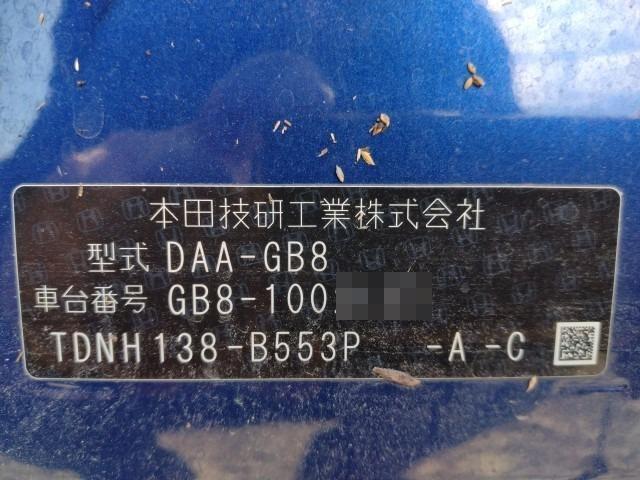 本田技研工業株式会社
型式 DAA-GB8
車台番号 GB8-100
TDNH138-B553P -A -C